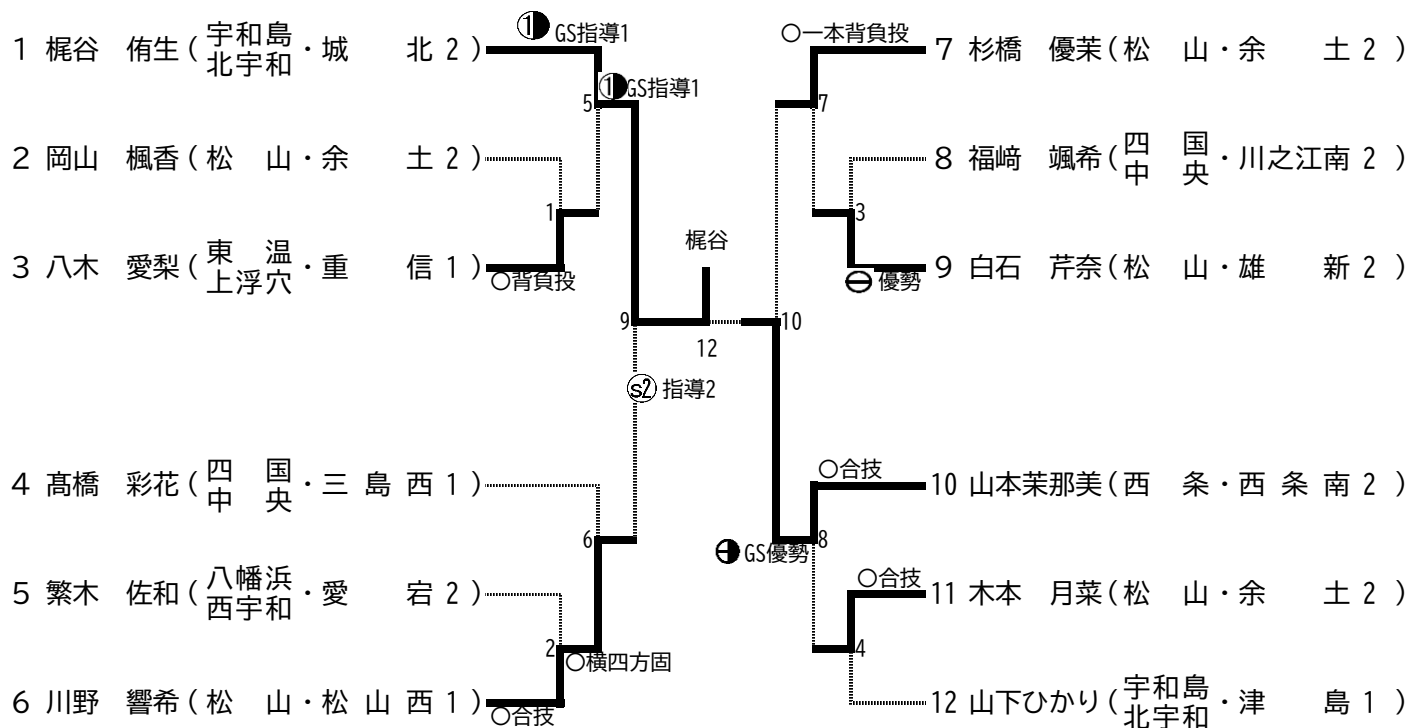 ① GS指導1
○一本背負投
1 梶谷 侑生(宇和島北宇和・城 北 2)
7 杉橋 優茉(松 山・余 土 2)
①GS指導1
5
7
2 岡山 楓香(松 山・余 土 2)
8 福﨑 颯希(四国中央・川之江南 2)
1
3
梶谷
3 八木 愛梨(東温上浮穴・重 信 1)
9 白石 芹奈(松 山・雄 新 2)
○背負投
優勢
9
10
12
s2 指導2
○合技
4 髙橋 彩花(四国中央・三 島 西 1)
10 山本茉那美(西 条・西 条 南 2)
6
8
GS優勢
○合技
5 繁木 佐和(八幡浜西宇和・愛 宕 2)
11 木本 月菜(松 山・余 土 2)
2
○横四方固
4
6 川野 響希(松 山・松 山 西 1)
12 山下ひかり(宇和島北宇和・津 島 1)
○合技